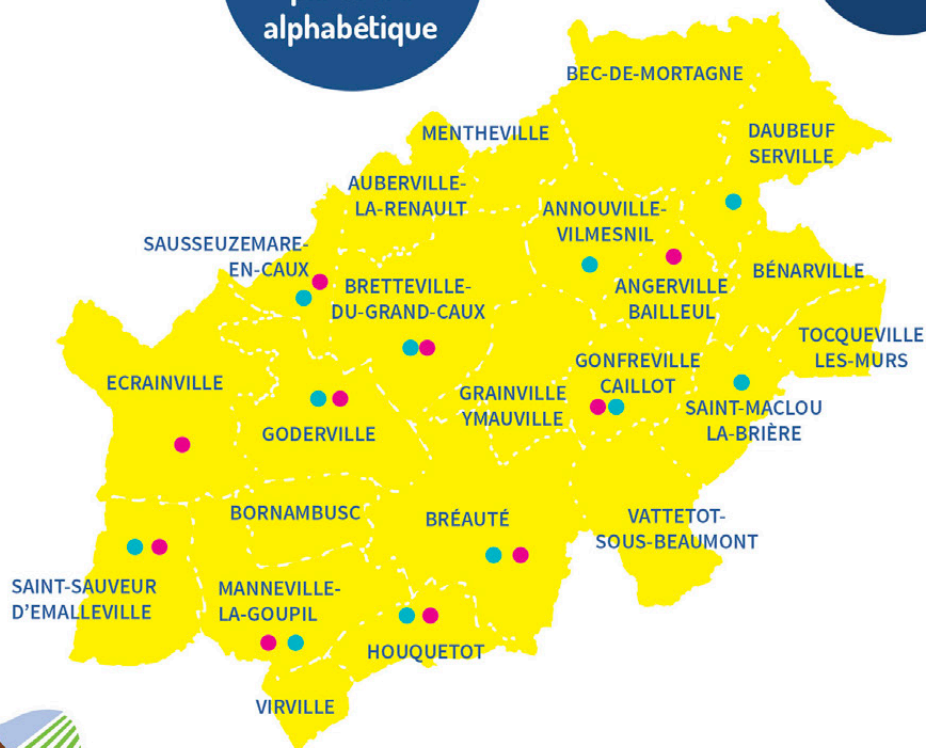 alphabétique
BEC-DE-MORTAGNE
MENTHEVILLE
DAUBEUF
SERVILLE
AUBERVILLE-
LA-RENAULT
ANNOUVILLE-
VILMESNIL
SAUSSEUZEMARE-
EN-CAUX
BRETTEVILLE-
DU-GRAND-CAUX
ANGERVILLE
BAILLEUL
BÉNARVILLE
TOCQUEVILLE
LES-MURS
ECRAINVILLE
GONFREVILLE
CAILLOT
GRAINVILLE
YMAUVILLE
SAINT-MACLOU
LA-BRIÈRE
GODERVILLE
BORNAMBUSC
BRÉAUTÉ
VATTETOT-
SOUS-BEAUMONT
SAINT-SAUVEUR
D'EMALLEVILLE
MANNEVILLE-
LA-GOUPIL
HOUQUETOT
VIRVILLE